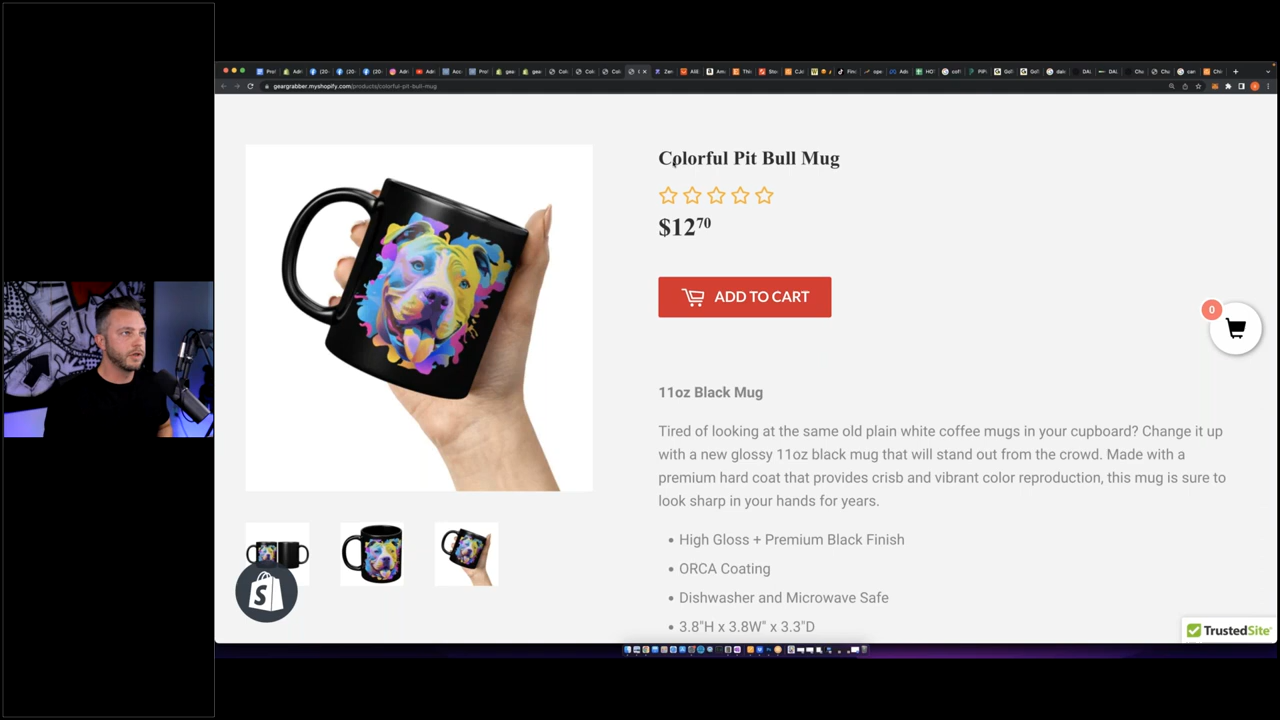 geargrabber.myshopify.com/products/colorful-pit-bull-mug
Colorful Pit Bull Mug
$12 70
ADD TO CART
0
11oz Black Mug
Tired of looking at the same old plain white coffee mugs in your cupboard? Change it up
with a new glossy 11oz black mug that will stand out from the crowd. Made with a
premium hard coat that provides crisb and vibrant color reproduction, this mug is sure to
look sharp in your hands for years.
• High Gloss + Premium Black Finish
• ORCA Coating
• Dishwasher and Microwave Safe
• 3.8"H x 3.8W" x 3.3"D
S
TrustedSite